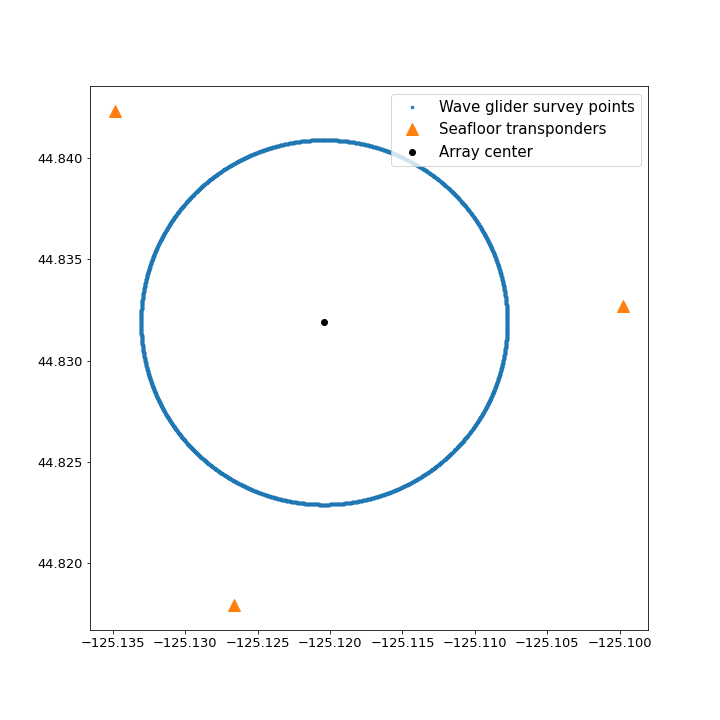 Wave glider survey points
Seafloor transponders
Array center
44.840
44.835
44.830
44.825
44.820
−125.135 −125.130 −125.125 −125.120 −125.115 −125.110 −125.105 −125.100